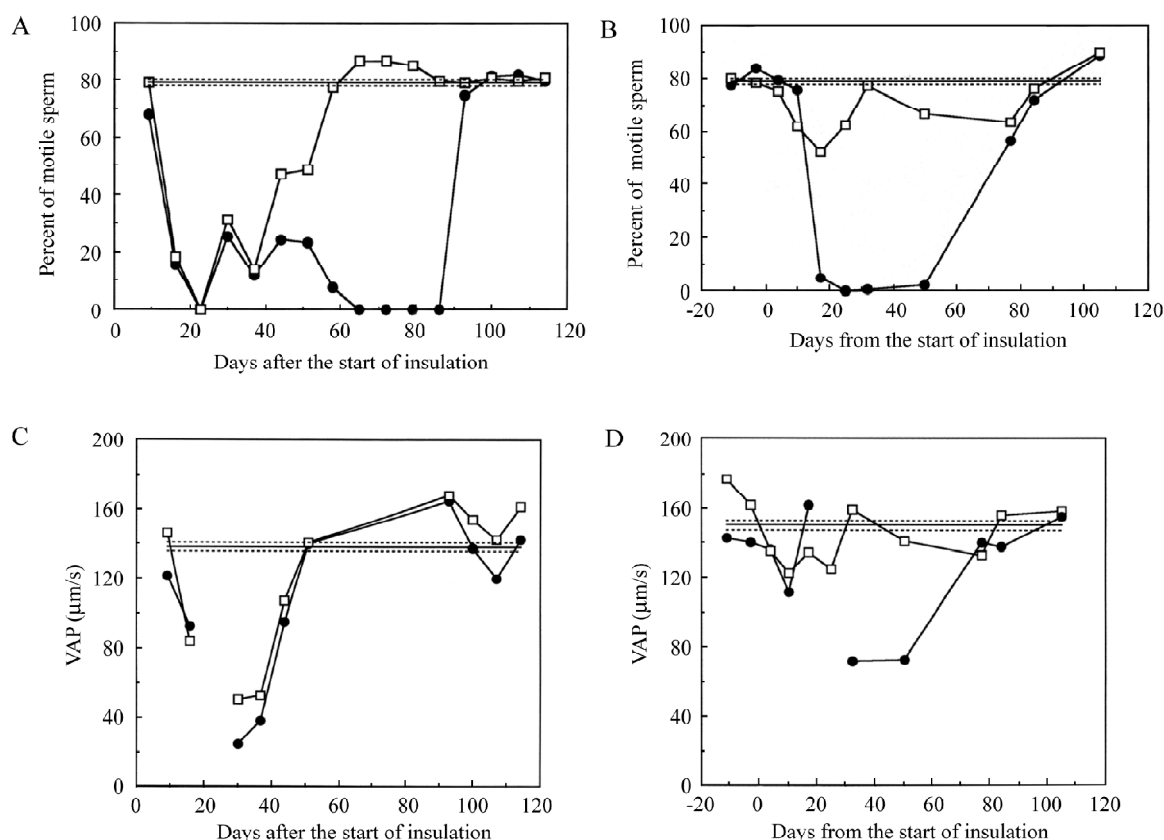 A
Percent of motile sperm
100
80
60
40
20
0
0 20 40 60 80 100 120
Days after the start of insulation
B
Percent of motile sperm
100
80
60
40
20
0
-20 0 20 40 60 80 100 120
Days from the start of insulation
C
VAP (µm/s)
200
160
120
80
40
0
0 20 40 60 80 100 120
Days after the start of insulation
D
VAP (µm/s)
200
160
120
80
40
0
-20 0 20 40 60 80 100 120
Days from the start of insulation